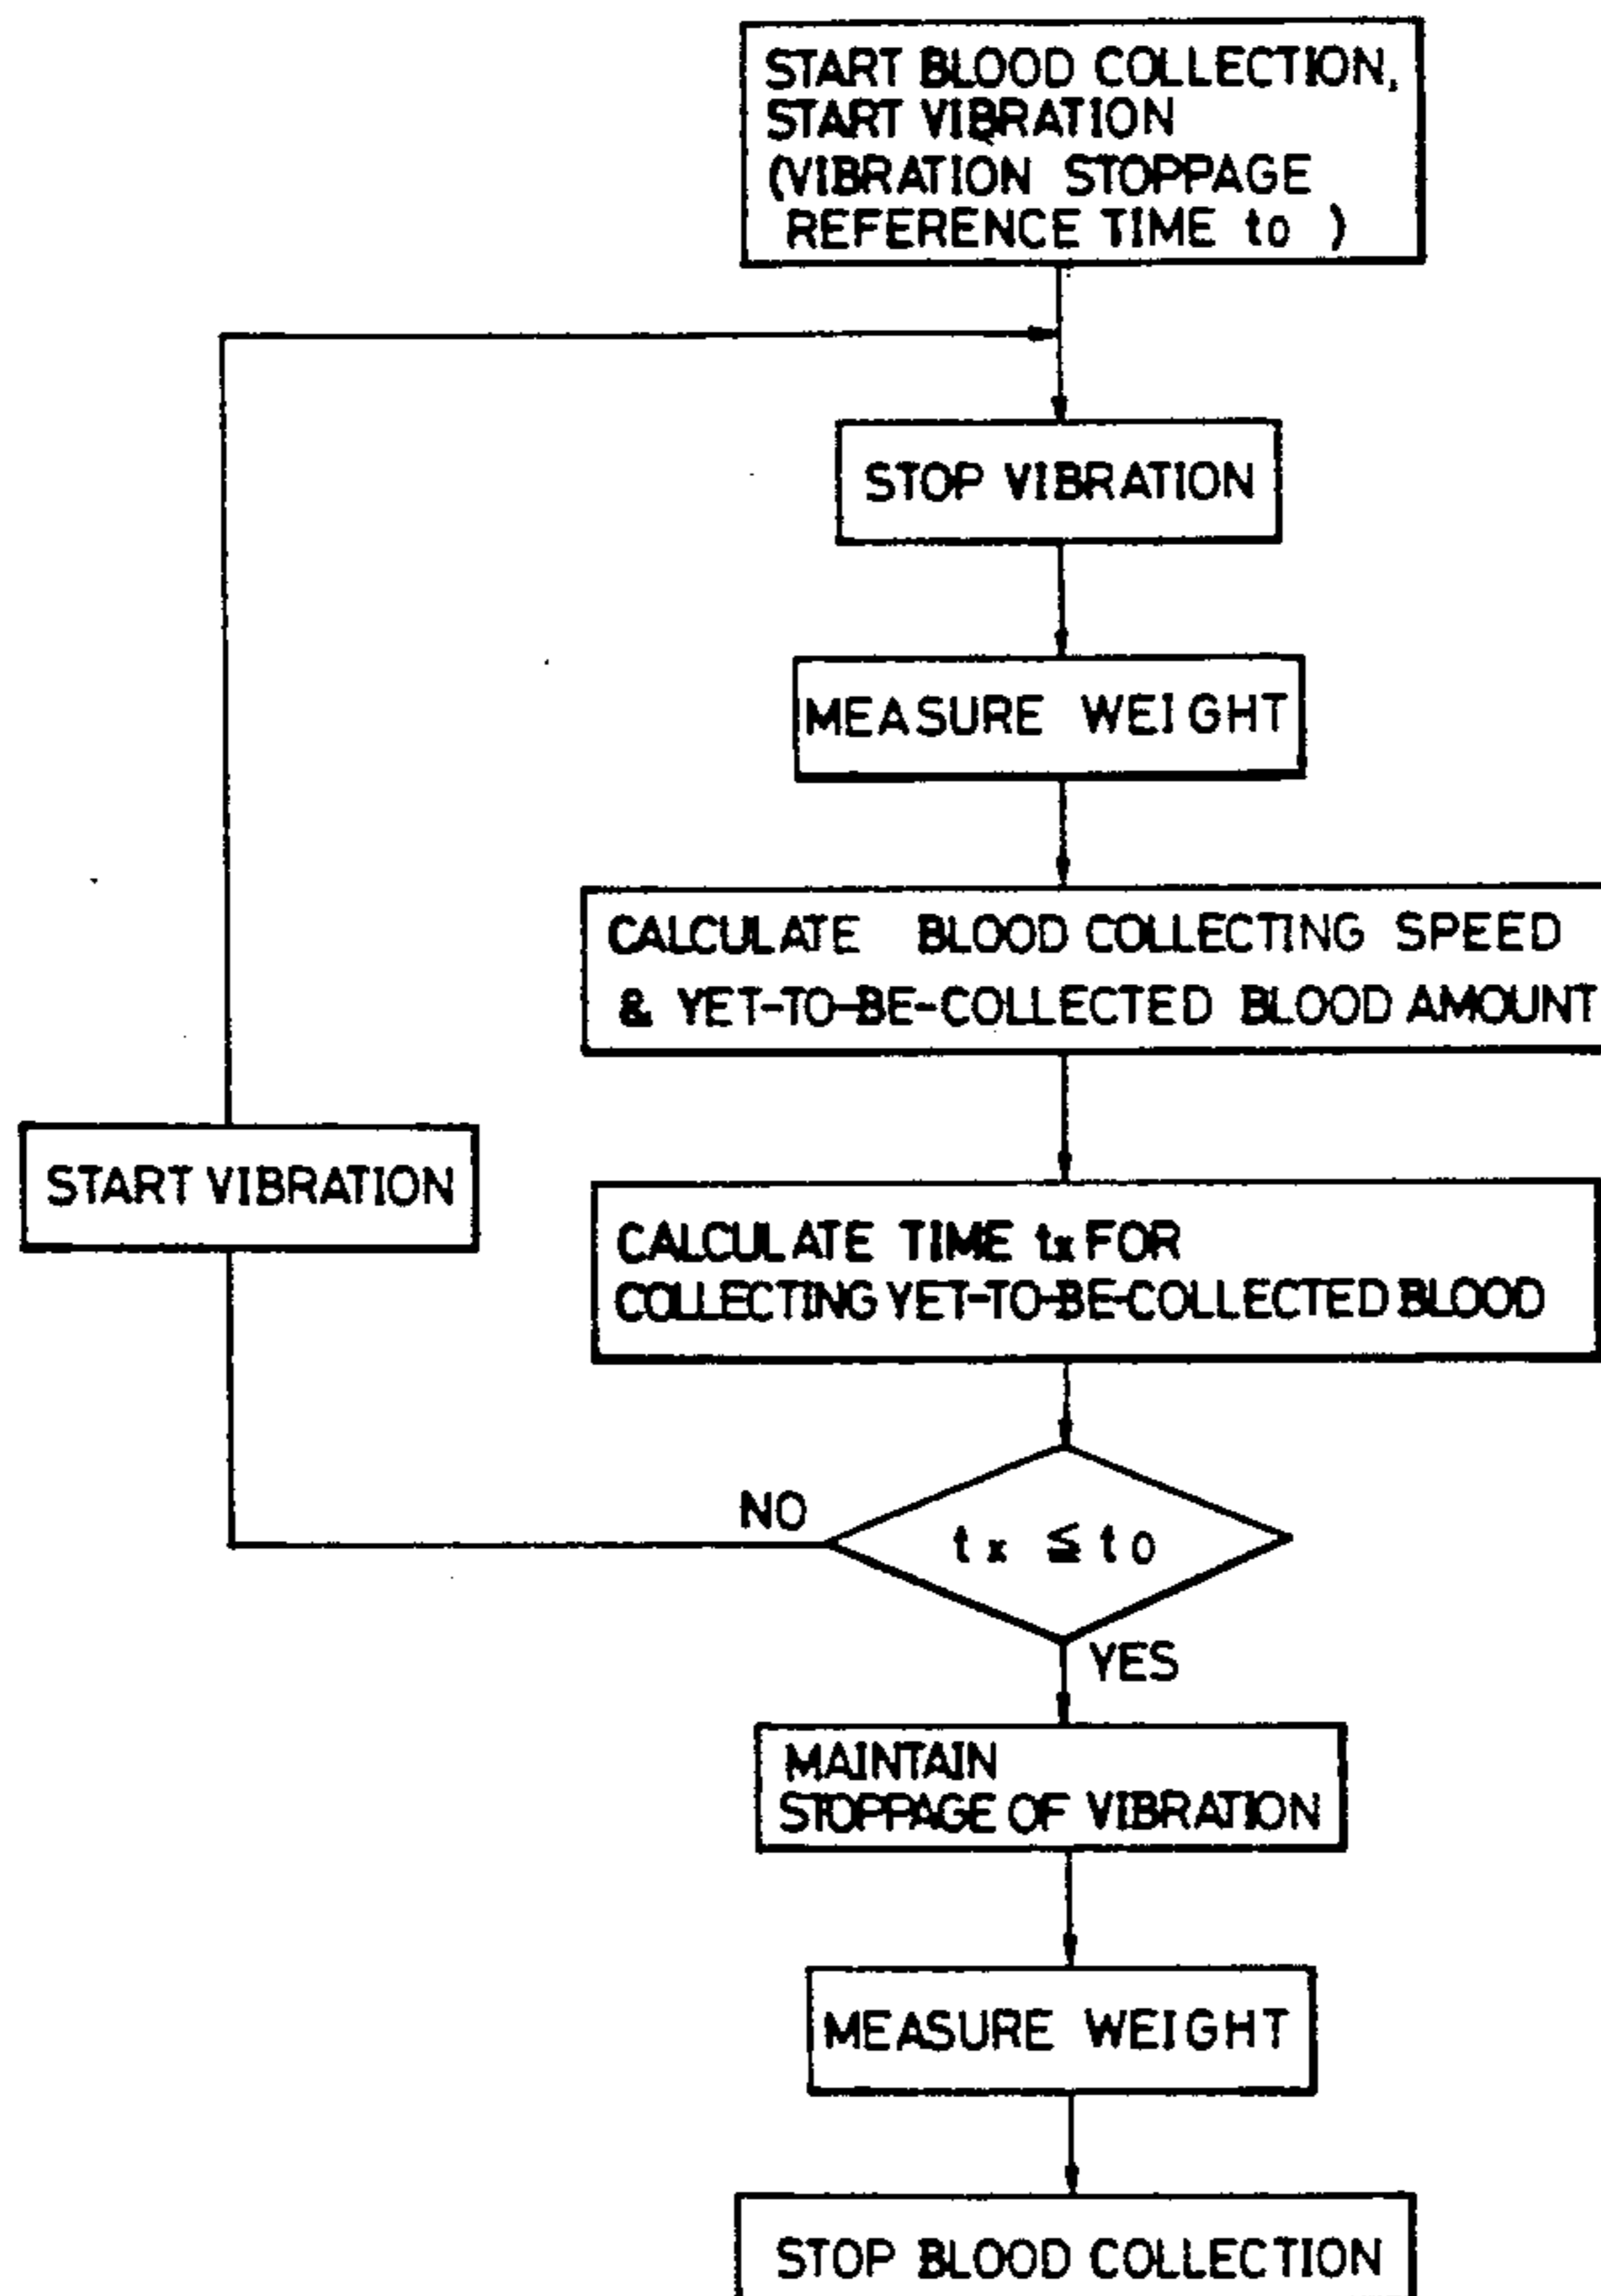 START BLOOD COLLECTION,
START VIBRATION
(VIBRATION STOPPAGE
REFERENCE TIME to )
STOP VIBRATION
MEASURE WEIGHT
CALCULATE BLOOD COLLECTING SPEED
& YET-TO-BE-COLLECTED BLOOD AMOUNT
START VIBRATION
CALCULATE TIME tx FOR
COLLECTING YET-TO-BE-COLLECTED BLOOD
NO
tx ≦ to
YES
MAINTAIN
STOPPAGE OF VIBRATION
MEASURE WEIGHT
STOP BLOOD COLLECTION